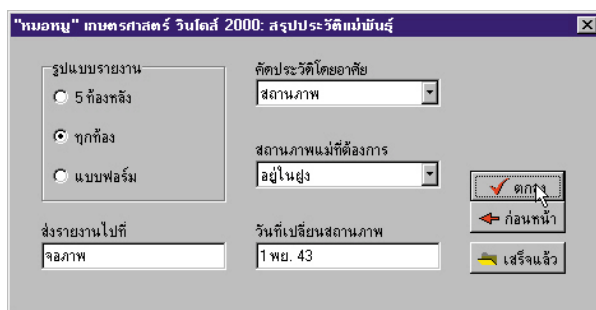 "หมอหมู" เกษตรศาสตร์ วินโดส์ 2000: สรุปประวัติแม่พันธุ์
รูปแบบรายงาน
5 ท้องหลัง
ทุกท้อง
แบบฟอร์ม
คัดประวัติโดยอาศัย
สถานภาพ
สถานภาพแม่ที่ต้องการ
อยู่ในฝูง
ส่งรายงานไปที่
จอภาพ
วันที่เปลี่ยนสถานภาพ
1 พย. 43
ตกลง
ก่อนหน้า
เสร็จแล้ว